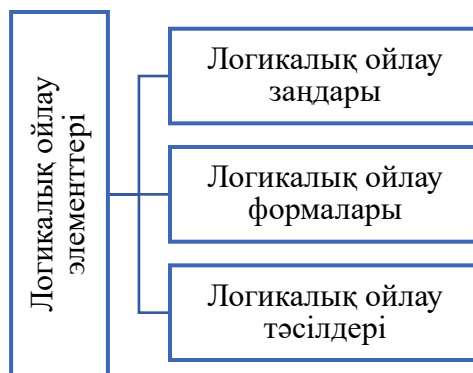 Логикалық ойлау
элементтері
Логикалық ойлау
заңдары
Логикалық ойлау
формалары
Логикалық ойлау
тәсілдері